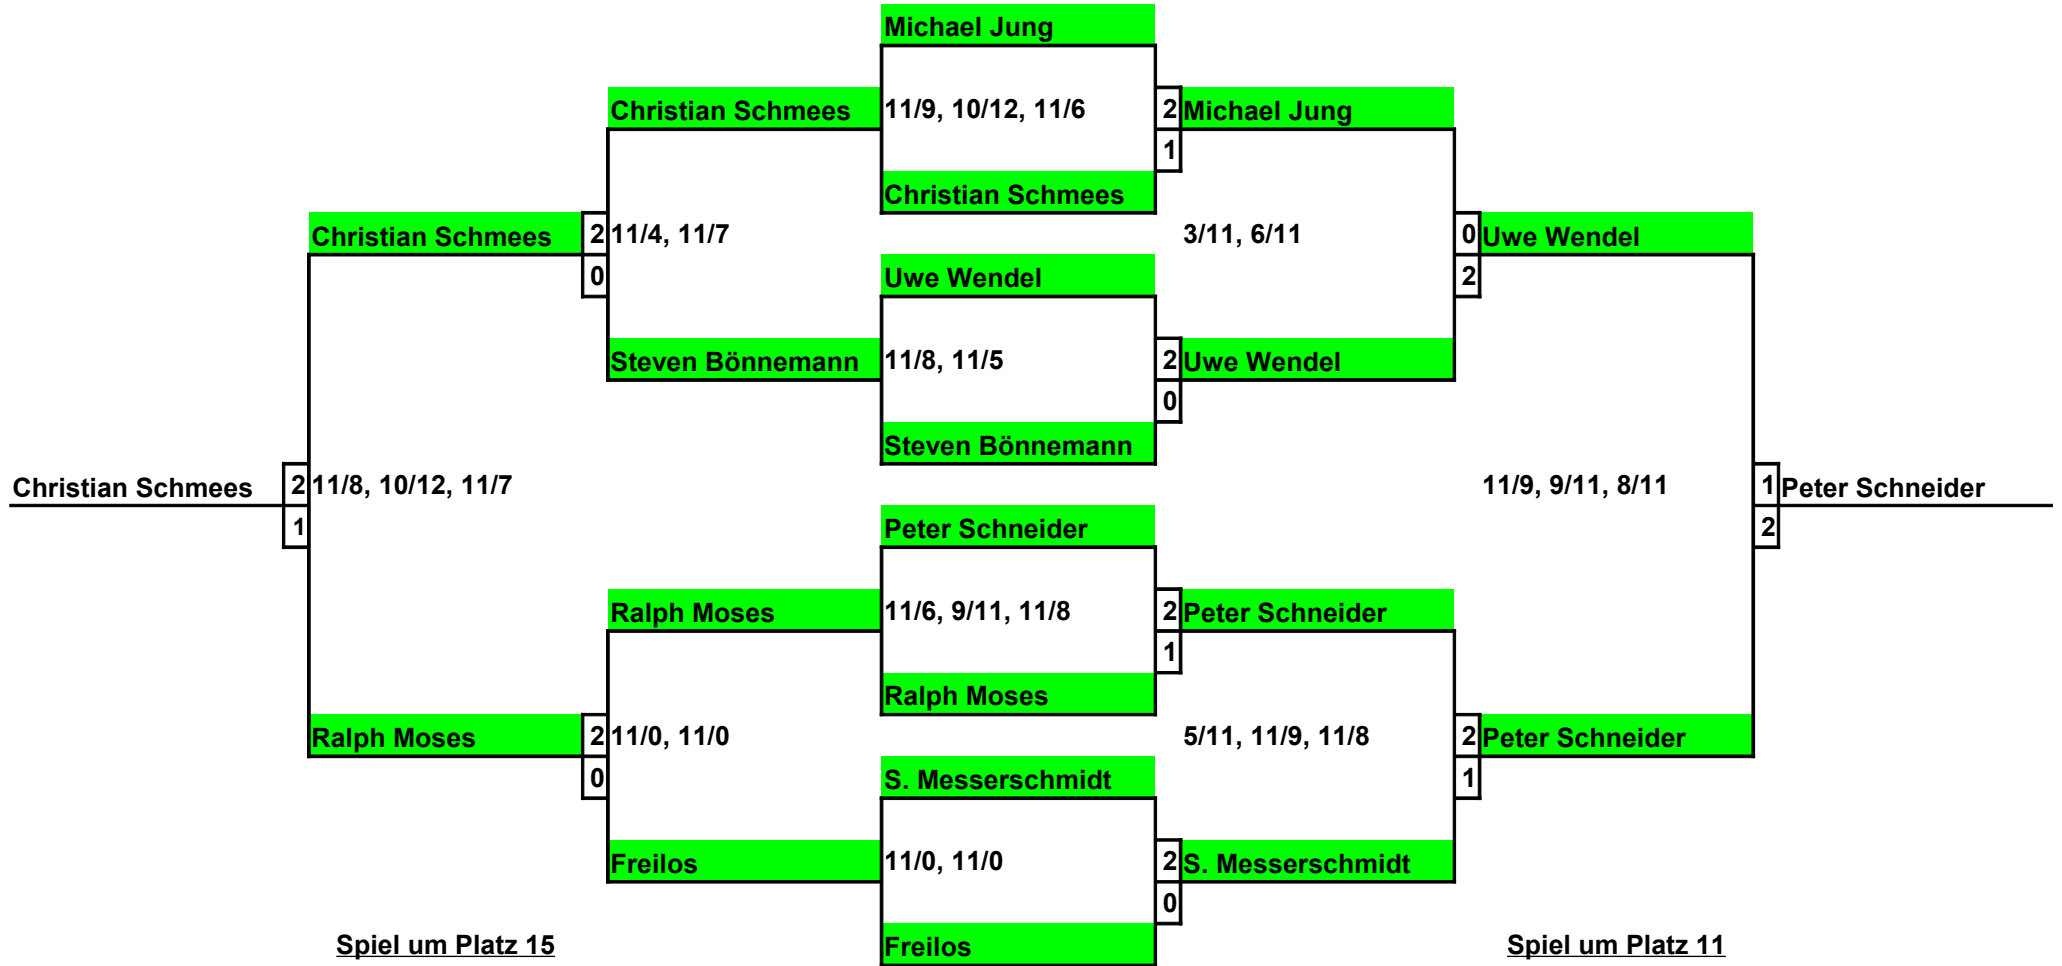 Michael Jung
Christian Schmees 11/9, 10/12, 11/6 2 Michael Jung
1
Christian Schmees
Christian Schmees 2 11/4, 11/7 3/11, 6/11 0 Uwe Wendel
0 Uwe Wendel 2
Steven Bönnemann 11/8, 11/5 2 Uwe Wendel
0
Steven Bönnemann
Christian Schmees 2 11/8, 10/12, 11/7 11/9, 9/11, 8/11 1 Peter Schneider
1 Peter Schneider 2
Ralph Moses 11/6, 9/11, 11/8 2 Peter Schneider
1
Ralph Moses
Ralph Moses 2 11/0, 11/0 5/11, 11/9, 11/8 2 Peter Schneider
0 S. Messerschmidt 1
Freilos 11/0, 11/0 2 S. Messerschmidt
0
Spiel um Platz 15 Freilos Spiel um Platz 11